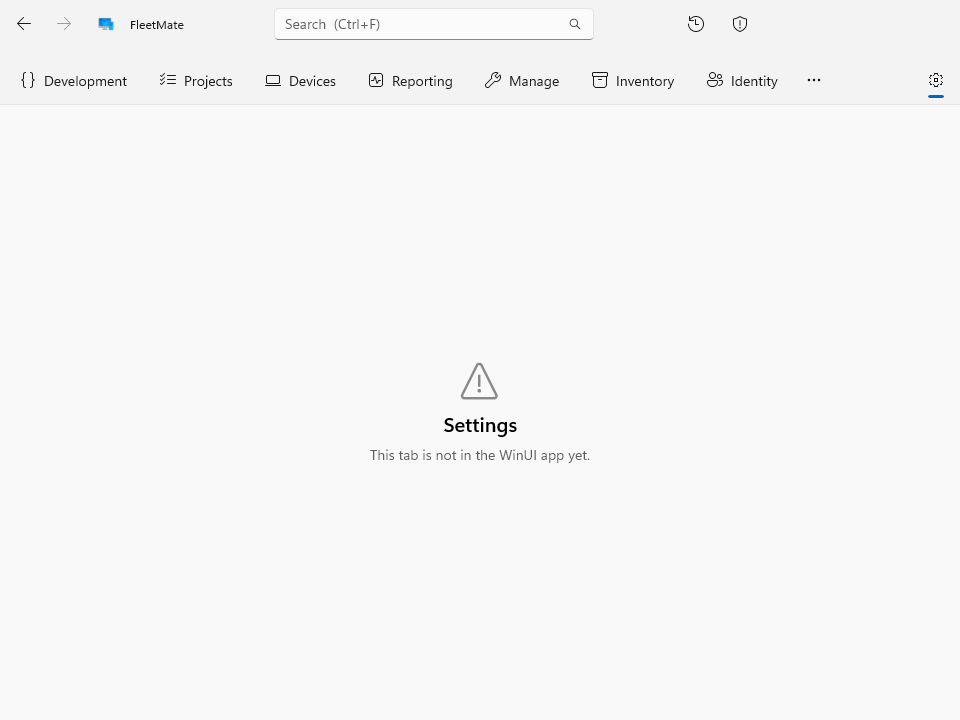 FleetMate
Search (Ctrl+F)
Development
Projects
Devices
Reporting
Manage
Inventory
Identity
Settings
This tab is not in the WinUI app yet.